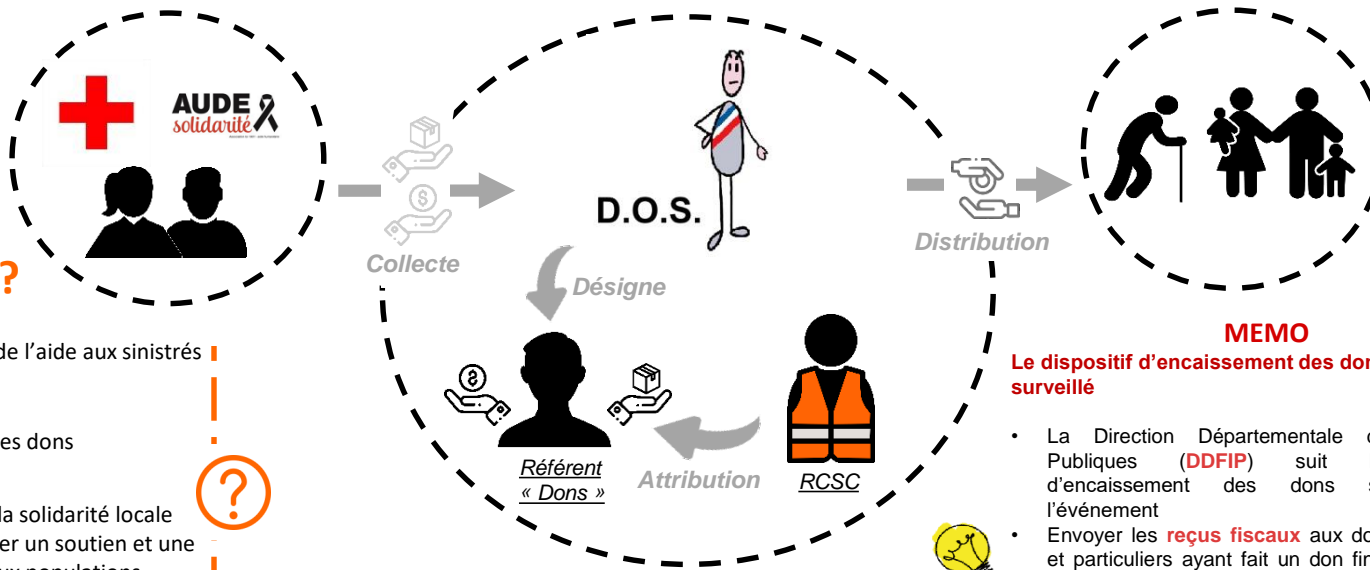 AUDE
solidarité
D.O.S.
Collecte
Distribution
Désigne
Référent
« Dons »
Attribution
RCSC
?
de l’aide aux sinistrés
es dons
la solidarité locale
er un soutien et une
MEMO
Le dispositif d’encaissement des don
surveillé
• La Direction Départementale
Publiques (DDFIP) suit
d’encaissement des dons
l’événement
• Envoyer les reçus fiscaux aux do
et particuliers ayant fait un don fin